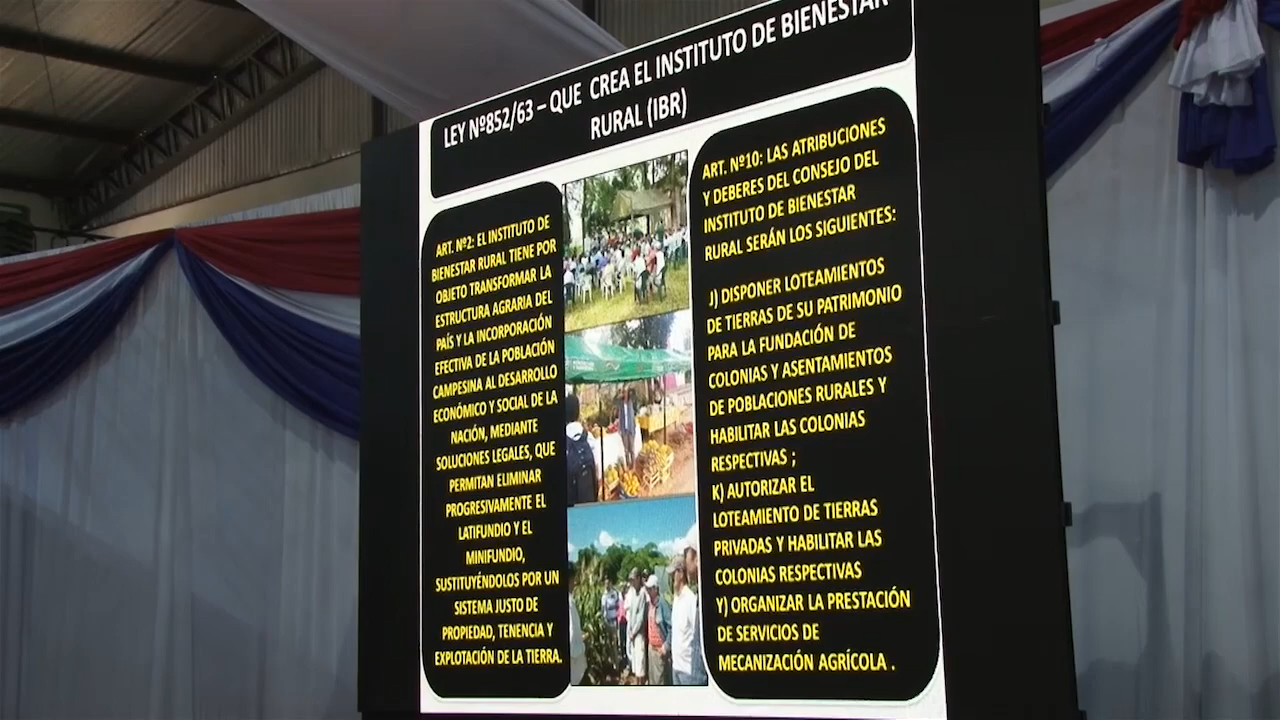 LEY Nº852/63 – QUE CREA EL INSTITUTO DE BIENESTAR
RURAL (IBR)
ART. Nº2: EL INSTITUTO DE
BIENESTAR RURAL TIENE POR
OBJETO TRANSFORMAR LA
ESTRUCTURA AGRARIA DEL
PAÍS Y LA INCORPORACIÓN
EFECTIVA DE LA POBLACIÓN
CAMPESINA AL DESARROLLO
ECONÓMICO Y SOCIAL DE LA
NACIÓN, MEDIANTE
SOLUCIONES LEGALES, QUE
PERMITAN ELIMINAR
PROGRESIVAMENTE EL
LATIFUNDIO Y EL
MINIFUNDIO,
SUSTITUYÉNDOLOS POR UN
SISTEMA JUSTO DE
PROPIEDAD, TENENCIA Y
EXPLOTACIÓN DE LA TIERRA.
ART. Nº10: LAS ATRIBUCIONES
Y DEBERES DEL CONSEJO DEL
INSTITUTO DE BIENESTAR
RURAL SERÁN LOS SIGUIENTES:
J) DISPONER LOTEAMIENTOS
DE TIERRAS DE SU PATRIMONIO
PARA LA FUNDACIÓN DE
COLONIAS Y ASENTAMIENTOS
DE POBLACIONES RURALES Y
HABILITAR LAS COLONIAS
RESPECTIVAS ;
K) AUTORIZAR EL
LOTEAMIENTO DE TIERRAS
PRIVADAS Y HABILITAR LAS
COLONIAS RESPECTIVAS
Y) ORGANIZAR LA PRESTACIÓN
DE SERVICIOS DE
MECANIZACIÓN AGRÍCOLA .